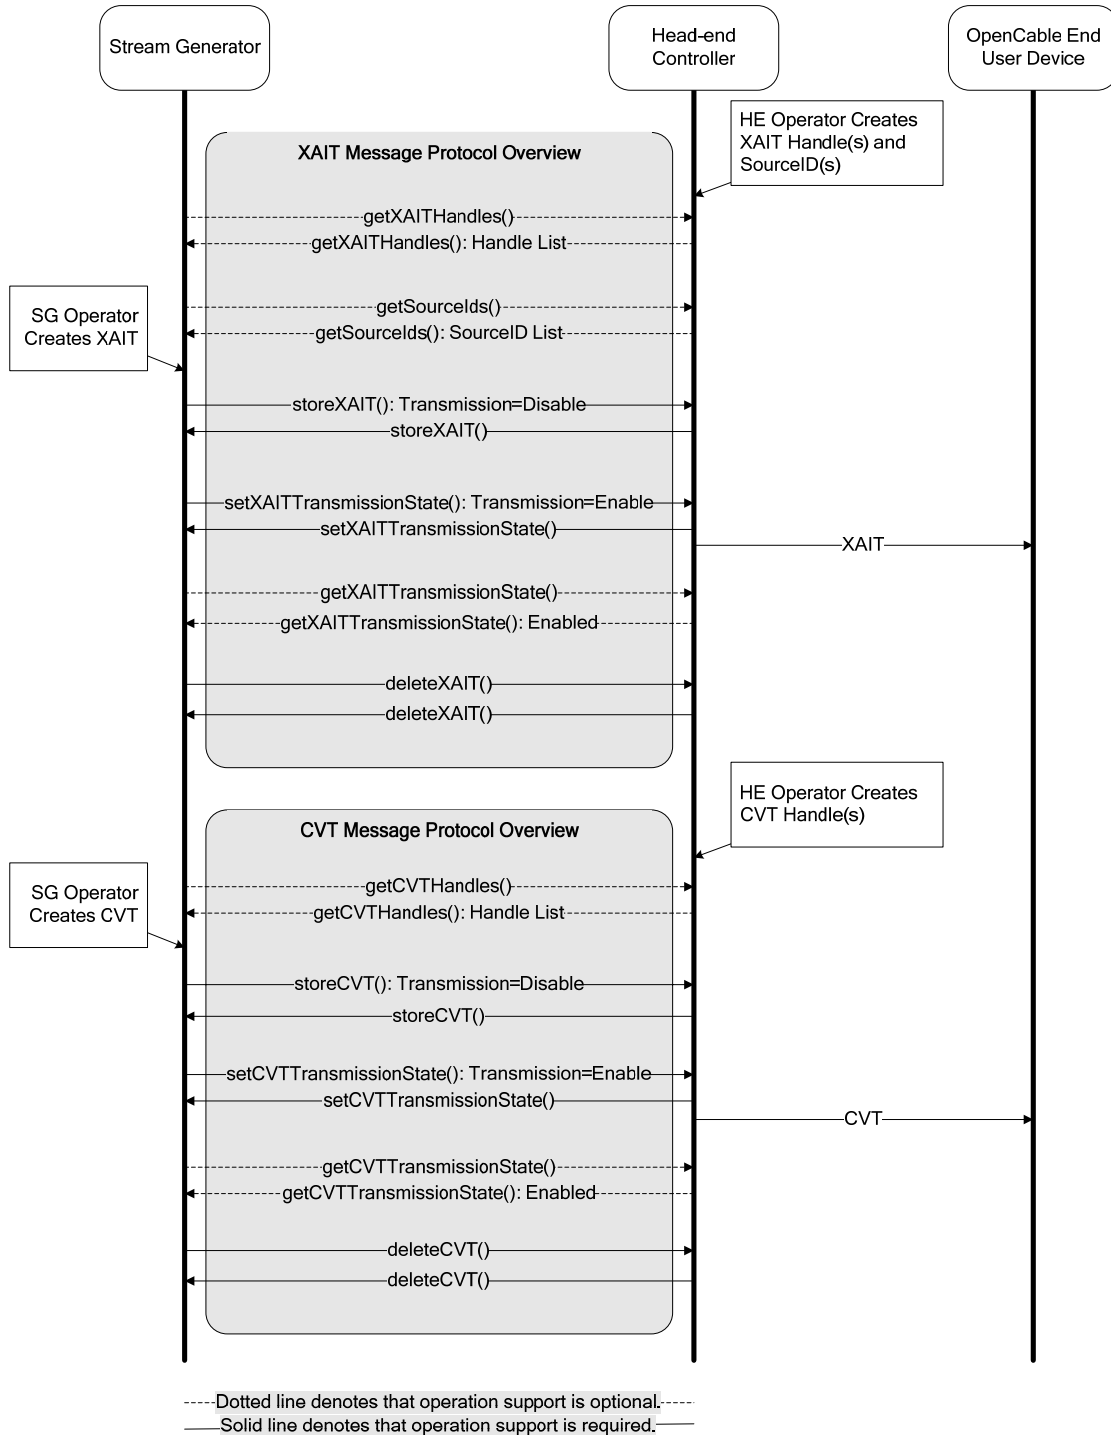 Stream Generator
Head-end
Controller
OpenCable End
User Device
HE Operator Creates
XAIT Handle(s) and
SourceID(s)
XAIT Message Protocol Overview
getXAITHandles()
getXAITHandles(): Handle List
SG Operator
Creates XAIT
getSourceIds()
getSourceIds(): SourceID List
storeXAIT(): Transmission=Disable
storeXAIT()
setXAITTransmissionState(): Transmission=Enable
setXAITTransmissionState()
XAIT
getXAITTransmissionState()
getXAITTransmissionState(): Enabled
deleteXAIT()
deleteXAIT()
HE Operator Creates
CVT Handle(s)
CVT Message Protocol Overview
SG Operator
Creates CVT
getCVTHandles()
getCVTHandles(): Handle List
storeCVT(): Transmission=Disable
storeCVT()
setCVTTransmissionState(): Transmission=Enable
setCVTTransmissionState()
CVT
getCVTTransmissionState()
getCVTTransmissionState(): Enabled
deleteCVT()
deleteCVT()
Dotted line denotes that operation support is optional.
Solid line denotes that operation support is required.